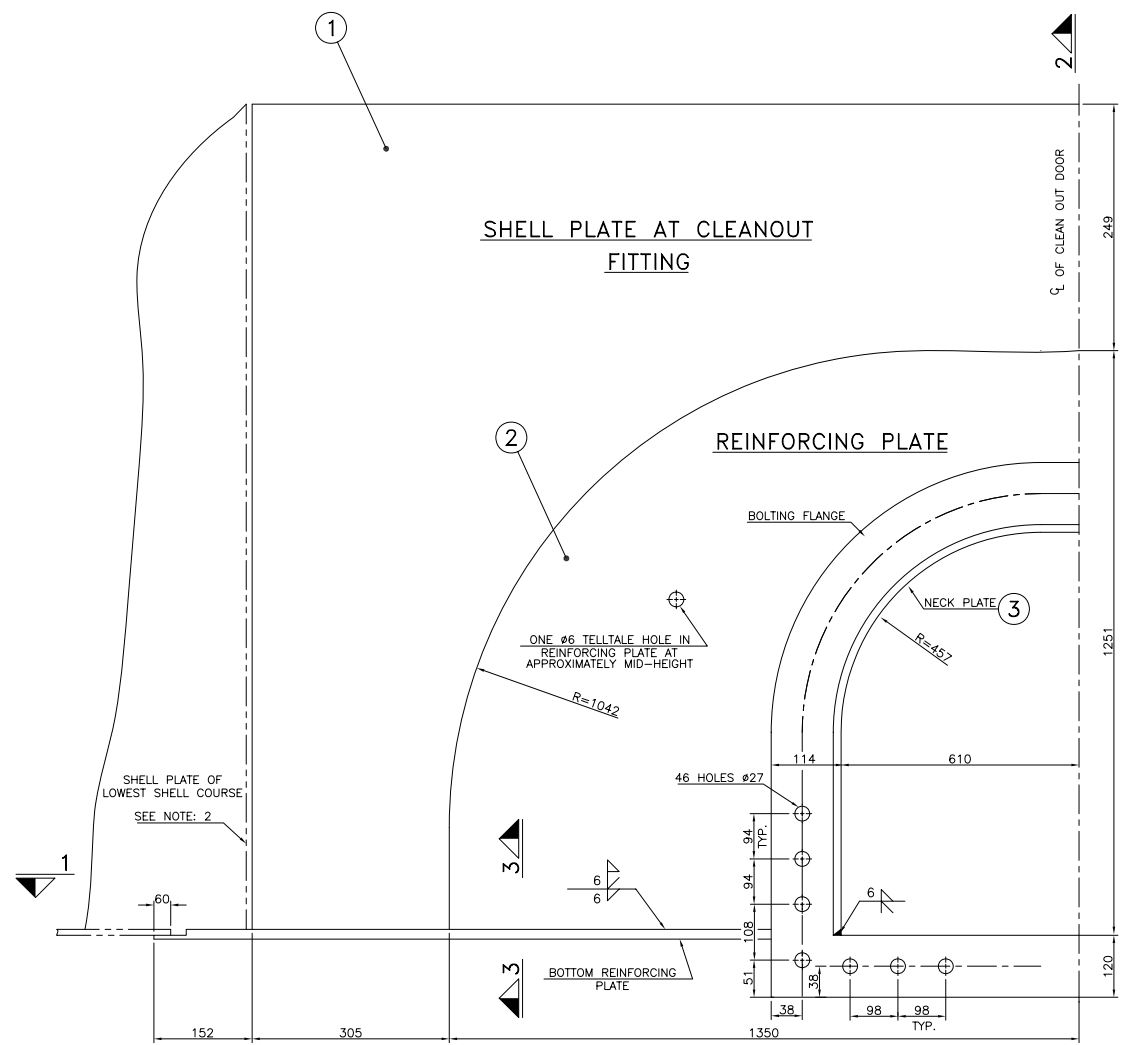 1
2
SHELL PLATE AT CLEANOUT
FITTING
℄ OF CLEAN OUT DOOR
249
2
REINFORCING PLATE
BOLTING FLANGE
NECK PLATE
3
ONE ø6 TELLTALE HOLE IN
REINFORCING PLATE AT
APPROXIMATELY MID-HEIGHT
R=457
1251
R=1042
114
610
SHELL PLATE OF
LOWEST SHELL COURSE
46 HOLES ø27
SEE NOTE: 2
94
TYP.
3
1
94
6
6
6
60
108
120
3
BOTTOM REINFORCING
PLATE
51
38
38
98
98
TYP.
152
305
1350